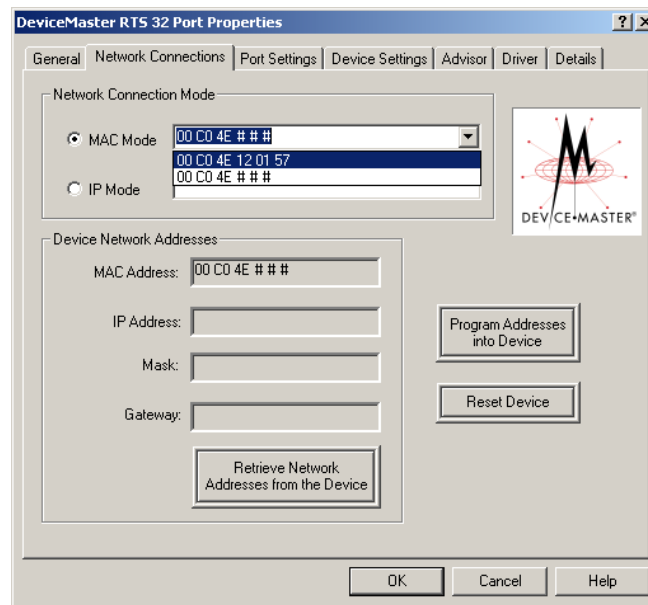 DeviceMaster RTS 32 Port Properties
General Network Connections Port Settings Device Settings Advisor Driver Details
Network Connection Mode
MAC Mode 00 C0 4E # # #
00 C0 4E 12 01 57
00 C0 4E # # #
IP Mode
DEVICE•MASTER®
Device Network Addresses
MAC Address: 00 C0 4E # # #
IP Address:
Mask:
Gateway:
Program Addresses
into Device
Reset Device
Retrieve Network
Addresses from the Device
OK Cancel Help